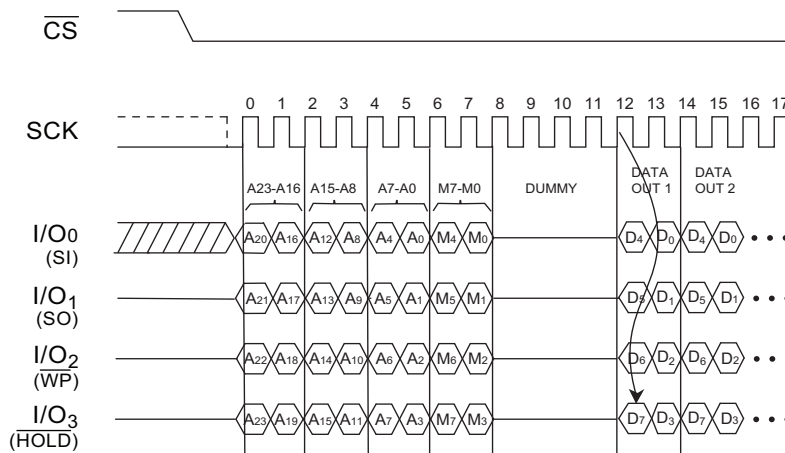 CS
0 1 2 3 4 5 6 7 8 9 10 11 12 13 14 15 16 17
SCK
A23-A16 A15-A8 A7-A0 M7-M0 DUMMY DATA OUT 1 DATA OUT 2
I/O0 A20 A16 A12 A8 A4 A0 M4 M0 D4 D0 D4 D0 • • •
(SI)
I/O1 A21 A17 A13 A9 A5 A1 M5 M1 D5 D1 D5 D1 • • •
(SO)
I/O2 A22 A18 A14 A10 A6 A2 M6 M2 D6 D2 D6 D2 • •
(WP)
I/O3 A23 A19 A15 A11 A7 A3 M7 M3 D7 D3 D7 D3 • • •
(HOLD)